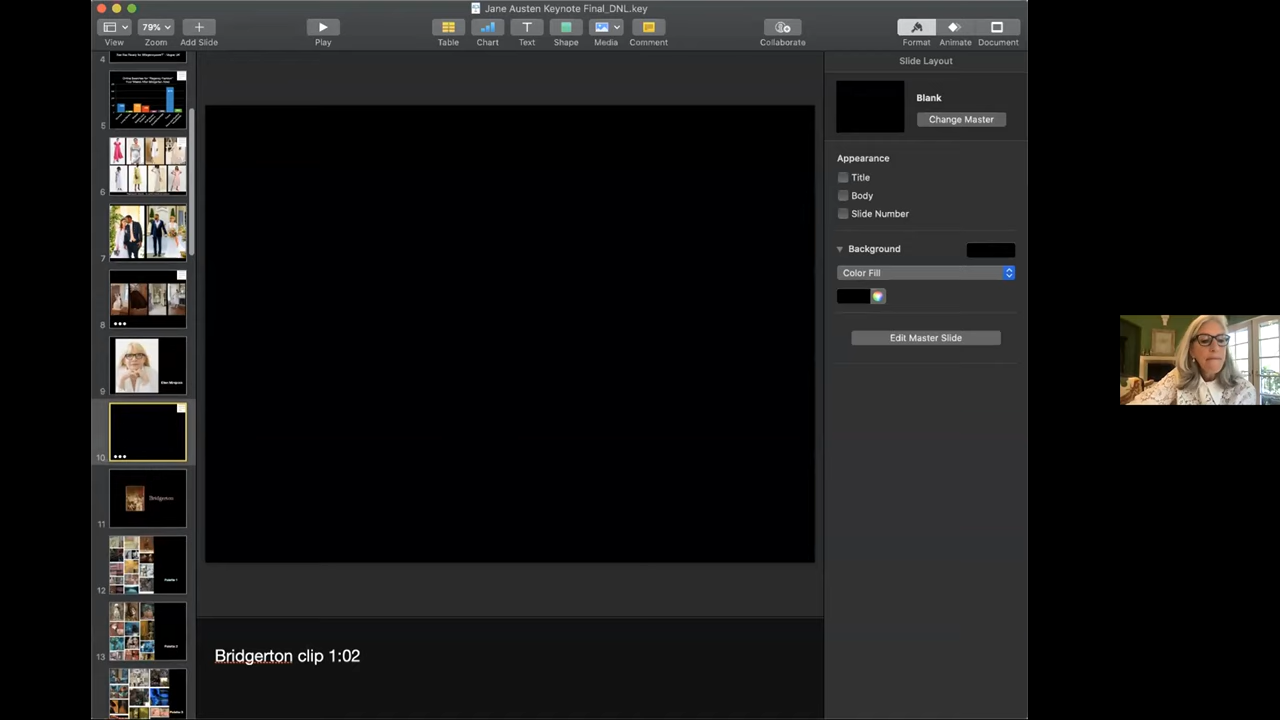 Jane Austen Keynote Final_DNL.key
79%
View
Zoom
Add Slide
Play
Table
Chart
Text
Shape
Media
Comment
Collaborate
Format
Animate
Document
Slide Layout
Blank
Change Master
Appearance
Title
Body
Slide Number
Background
Color Fill
Edit Master Slide
4
5
6
7
8
9
10
11
Bridgerton
12
Palette 1
13
Bridgerton clip 1:02